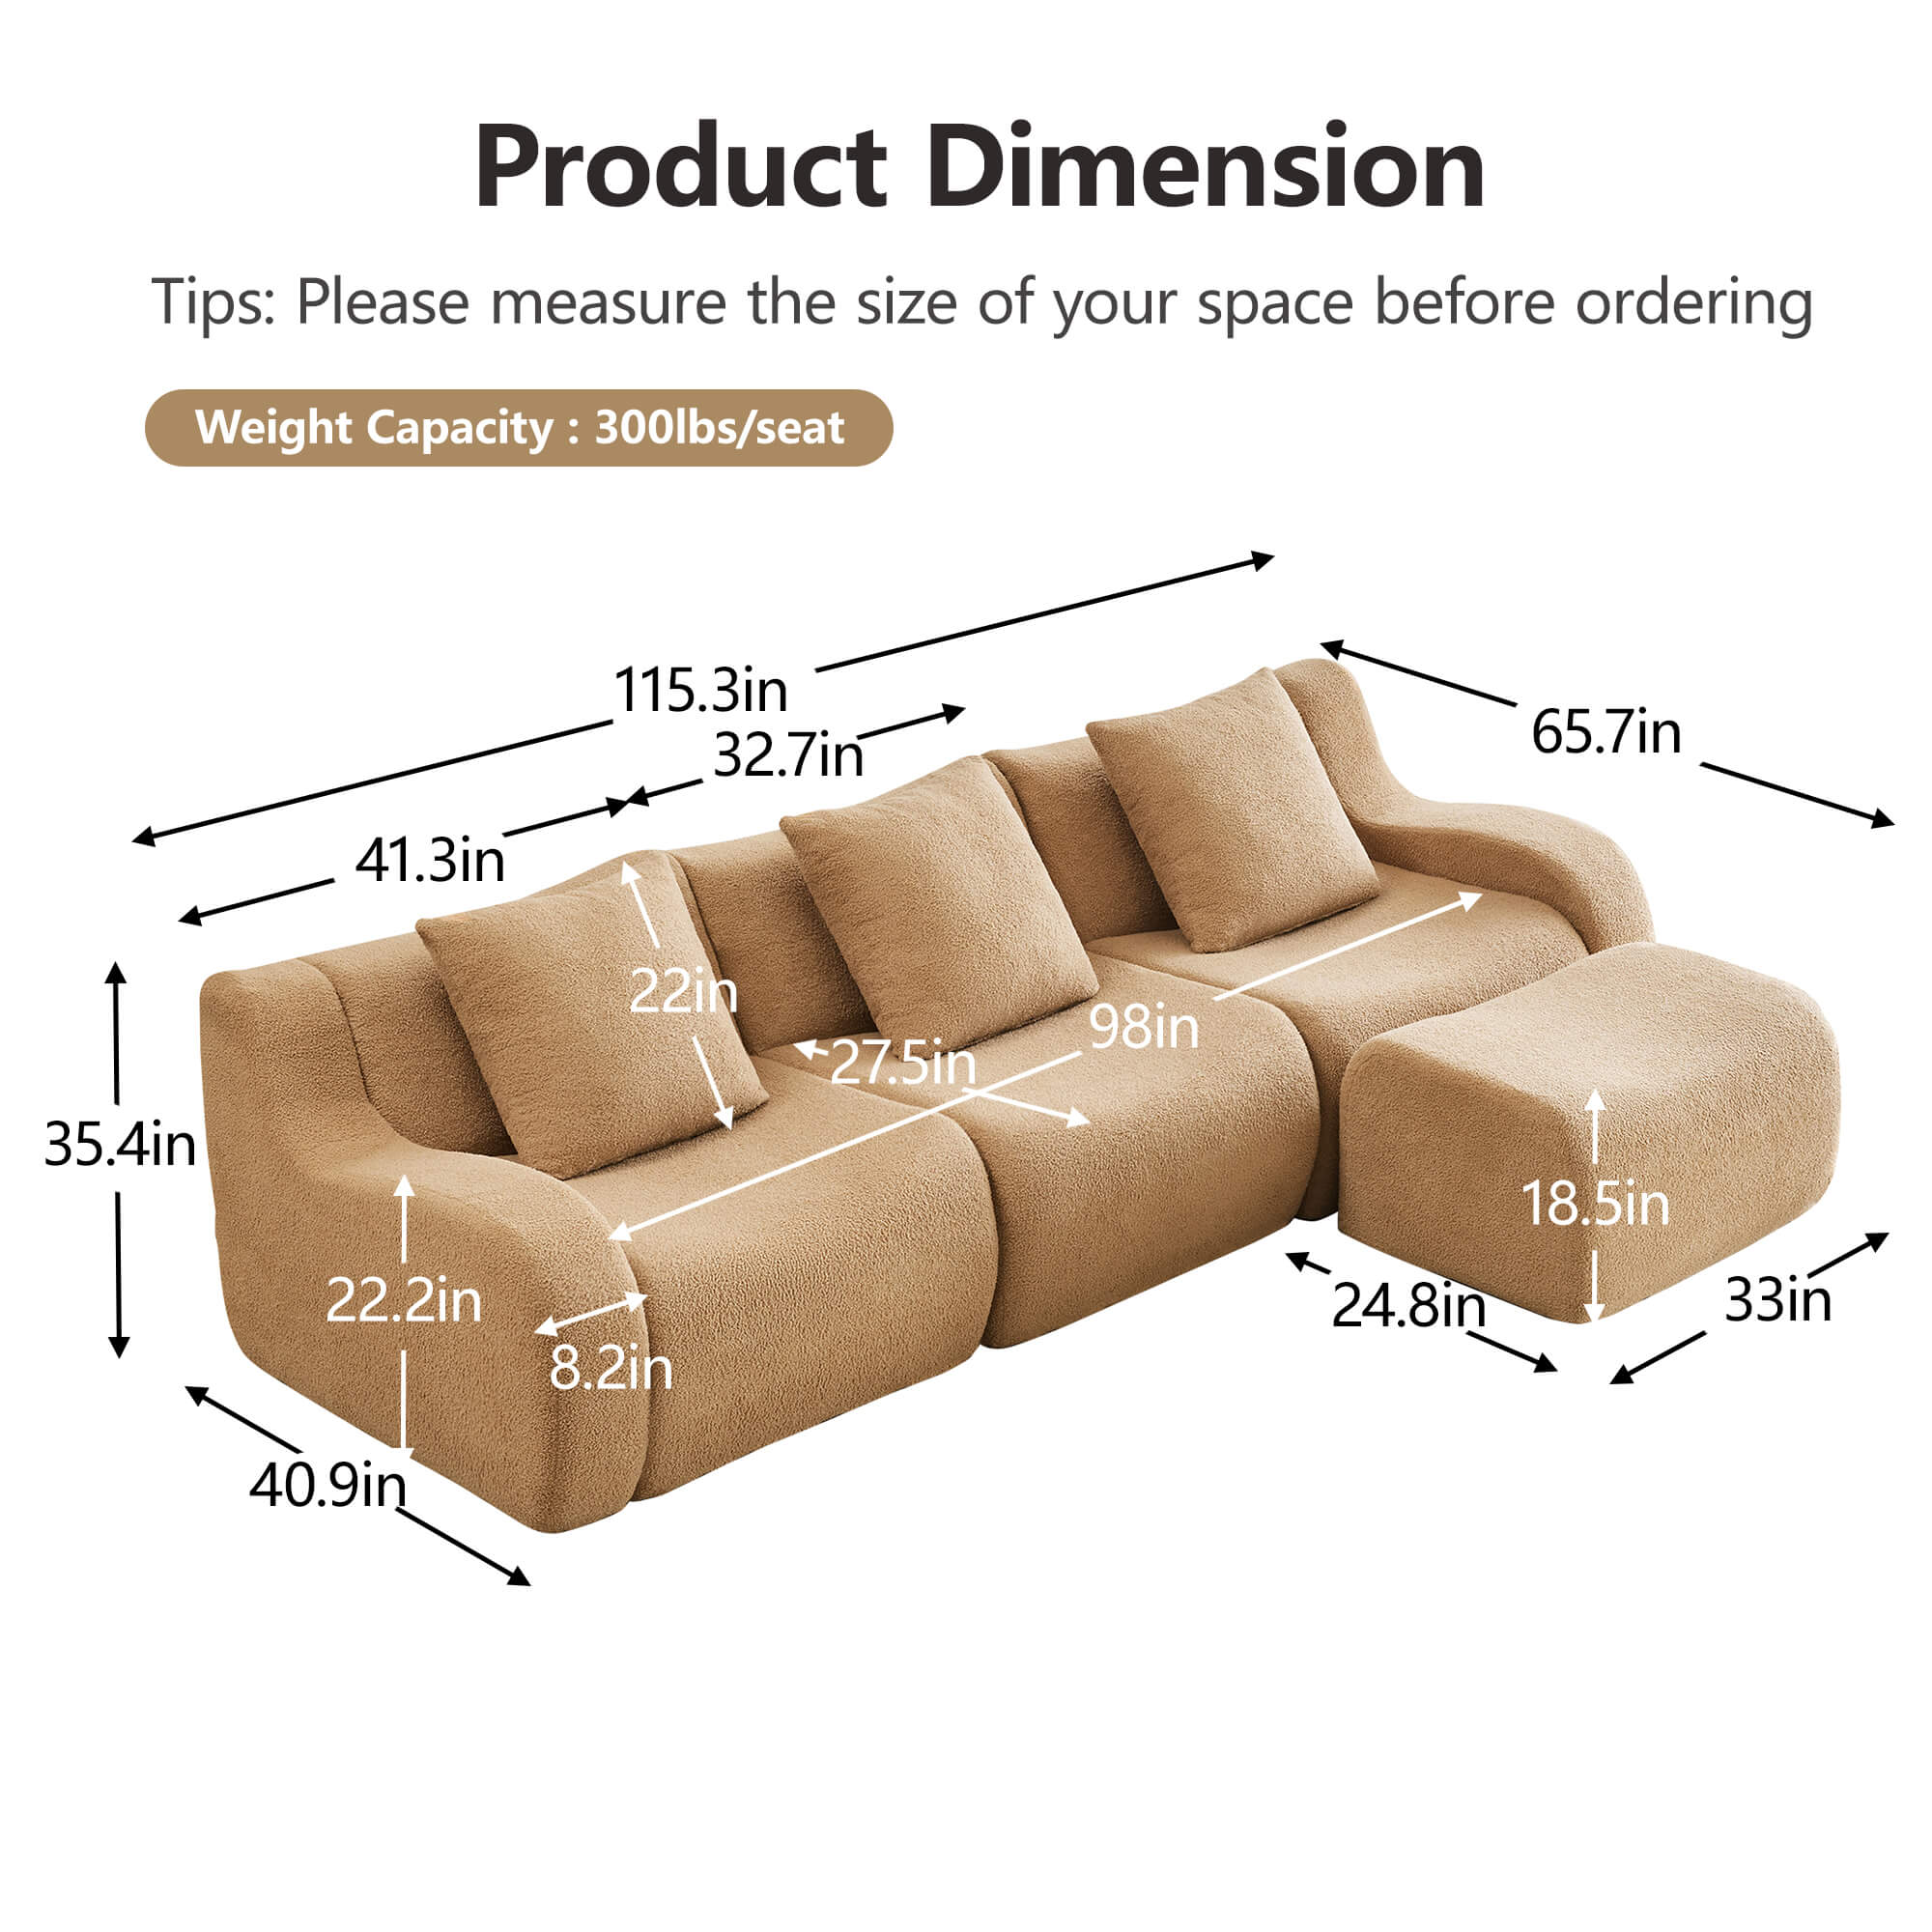 Product Dimension
Tips: Please measure the size of your space before ordering
Weight Capacity : 300lbs/seat
115.3in
65.7in
32.7in
41.3in
22in
98in
27.5in
35.4in
18.5in
22.2in
24.8in
33in
8.2in
40.9in